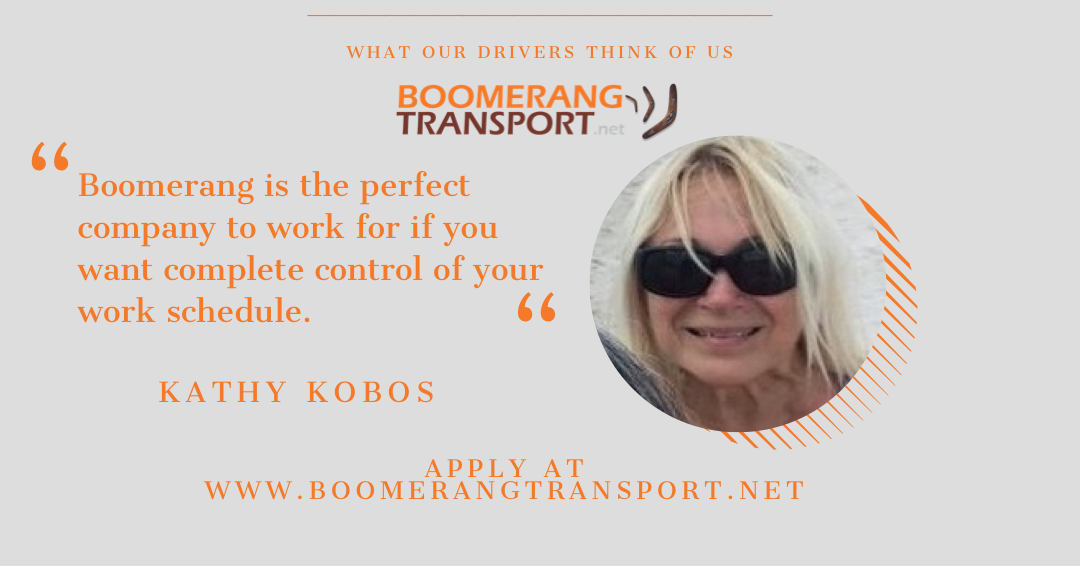 WHAT OUR DRIVERS THINK OF US
BOOMERANG
TRANSPORT.net
“Boomerang is the perfect
company to work for if you
want complete control of your
work schedule.“
KATHY KOBOS
APPLY AT
WWW.BOOMERANGTRANSPORT.NET